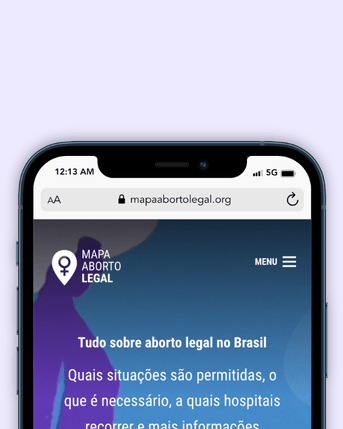 12:13 AM 5G
AA mapaabortolegal.org
MAPA
ABORTO
LEGAL
MENU
Tudo sobre aborto legal no Brasil
Quais situações são permitidas, o
que é necessário, a quais hospitais
recorrer e mais informações